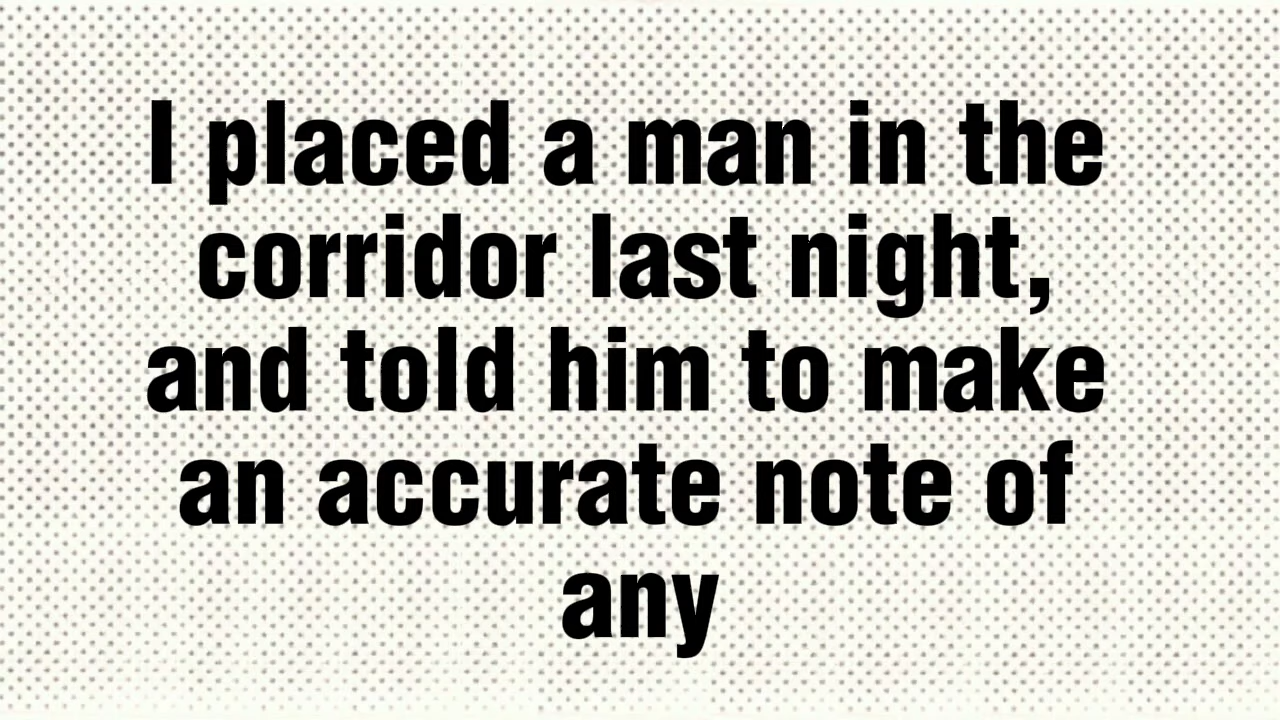 I placed a man in the
corridor last night,
and told him to make
an accurate note of
any